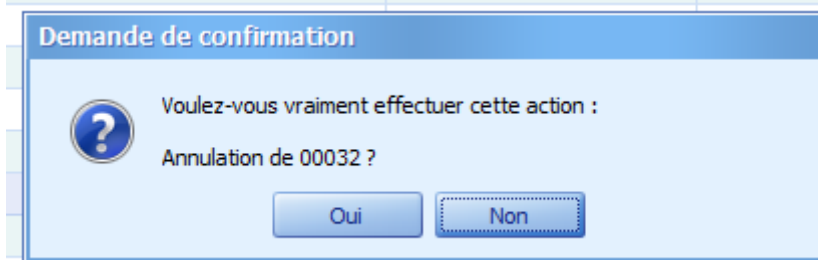 Demande de confirmation
Voulez-vous vraiment effectuer cette action :
Annulation de 00032 ?
Oui
Non